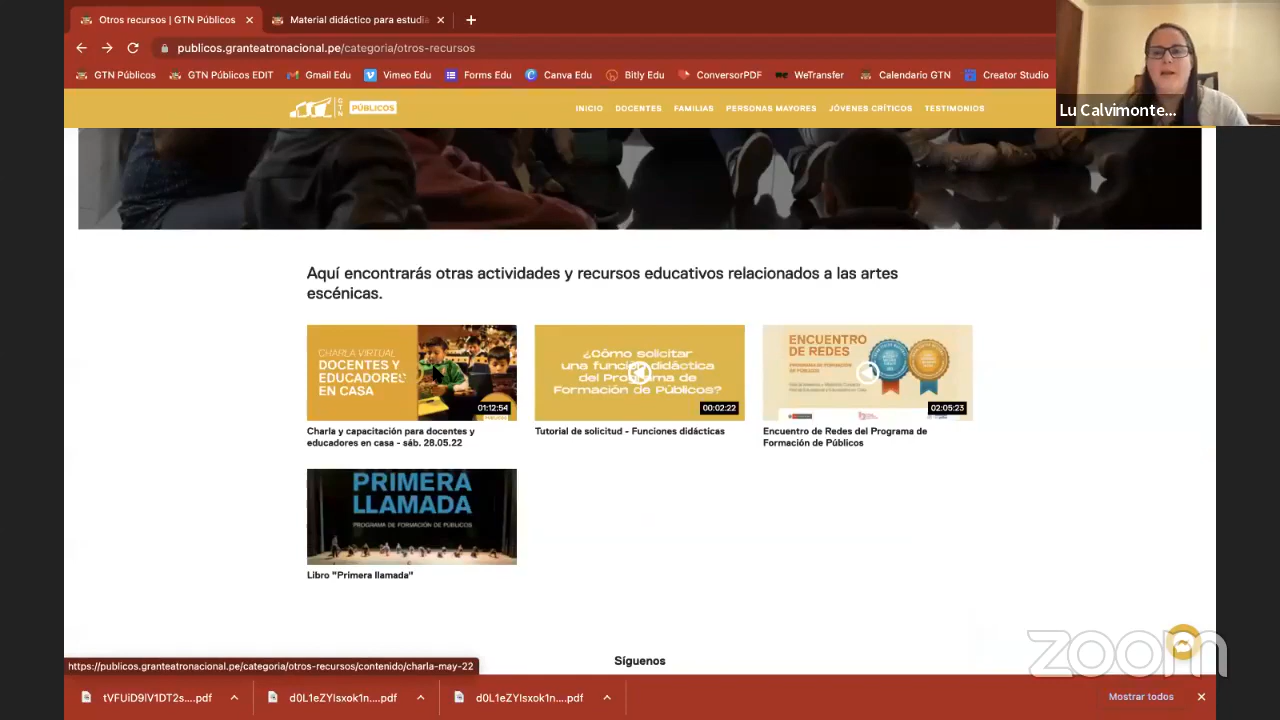 Otros recursos | GTN Públicos
Material didáctico para estudia
publicos.granteatronacional.pe/categoria/otros-recursos
GTN Públicos
GTN Públicos EDIT
Gmail Edu
Vimeo Edu
Forms Edu
Canva Edu
Bitly Edu
ConversorPDF
WeTransfer
Calendario GTN
Creator Studio
Lu Calvimonte...
GTN
PÚBLICOS
INICIO
DOCENTES
FAMILIAS
PERSONAS MAYORES
JÓVENES CRÍTICOS
TESTIMONIOS
Aquí encontrarás otras actividades y recursos educativos relacionados a las artes
escénicas.
CHARLA VIRTUAL
DOCENTES Y
EDUCADORES
EN CASA
01:12:54
¿Cómo solicitar
una función didáctica
del Programa de
Formación de Públicos?
00:02:22
ENCUENTRO
DE REDES
PROGRAMA DE FORMACIÓN
DE PÚBLICOS
02:05:23
Charla y capacitación para docentes y
educadores en casa - sáb. 28.05.22
Tutorial de solicitud - Funciones didácticas
Encuentro de Redes del Programa de
Formación de Públicos
PRIMERA
LLAMADA
PROGRAMA DE FORMACIÓN DE PÚBLICOS
Libro "Primera llamada"
Síguenos
zoom
https://publicos.granteatronacional.pe/categoria/otros-recursos/contenido/charla-may-22
tVFUiD9lV1DT2s....pdf
d0L1eZYlsxok1n....pdf
d0L1eZYlsxok1n....pdf
Mostrar todos